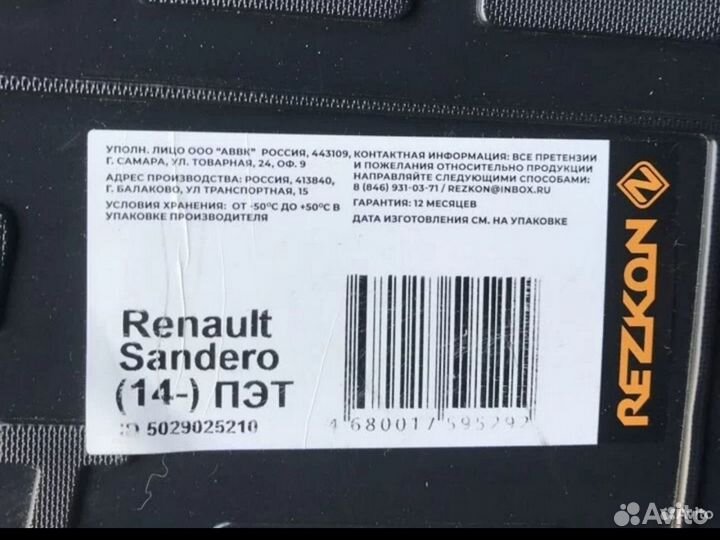 УПОЛН. ЛИЦО ООО "АВВК" РОССИЯ, 443109,
Г. САМАРА, УЛ. ТОВАРНАЯ, 24, ОФ. 9
АДРЕС ПРОИЗВОДСТВА: РОССИЯ, 413840,
Г. БАЛАКОВО, УЛ ТРАНСПОРТНАЯ, 15
УСЛОВИЯ ХРАНЕНИЯ: ОТ -50°С ДО +50°С В
УПАКОВКЕ ПРОИЗВОДИТЕЛЯ
КОНТАКТНАЯ ИНФОРМАЦИЯ: ВСЕ ПРЕТЕНЗИИ
И ПОЖЕЛАНИЯ ОТНОСИТЕЛЬНО ПРОДУКЦИИ
НАПРАВЛЯЙТЕ СЛЕДУЮЩИМИ СПОСОБАМИ:
8 (846) 931-03-71 / REZKON@INBOX.RU
ГАРАНТИЯ: 12 МЕСЯЦЕВ
ДАТА ИЗГОТОВЛЕНИЯ СМ. НА УПАКОВКЕ
Renault
Sandero
(14-) ПЭТ
ID 5029025210
4 680017 595292
REZKON
Avito